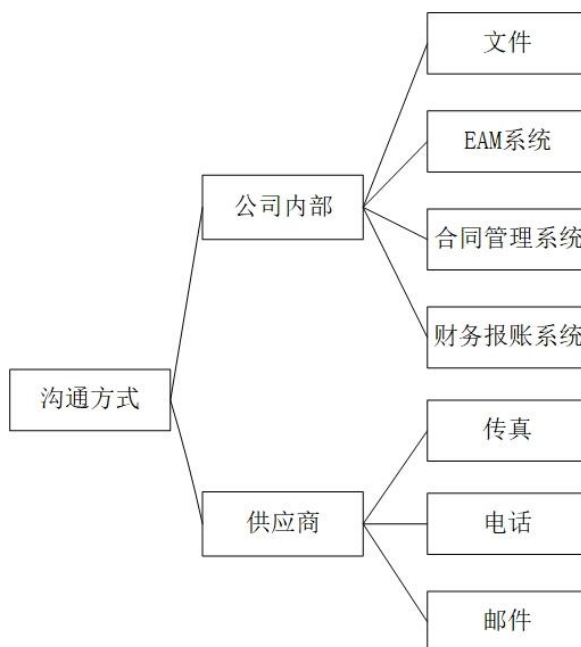 文件
EAM系统
公司内部
合同管理系统
财务报账系统
沟通方式
传真
供应商
电话
邮件